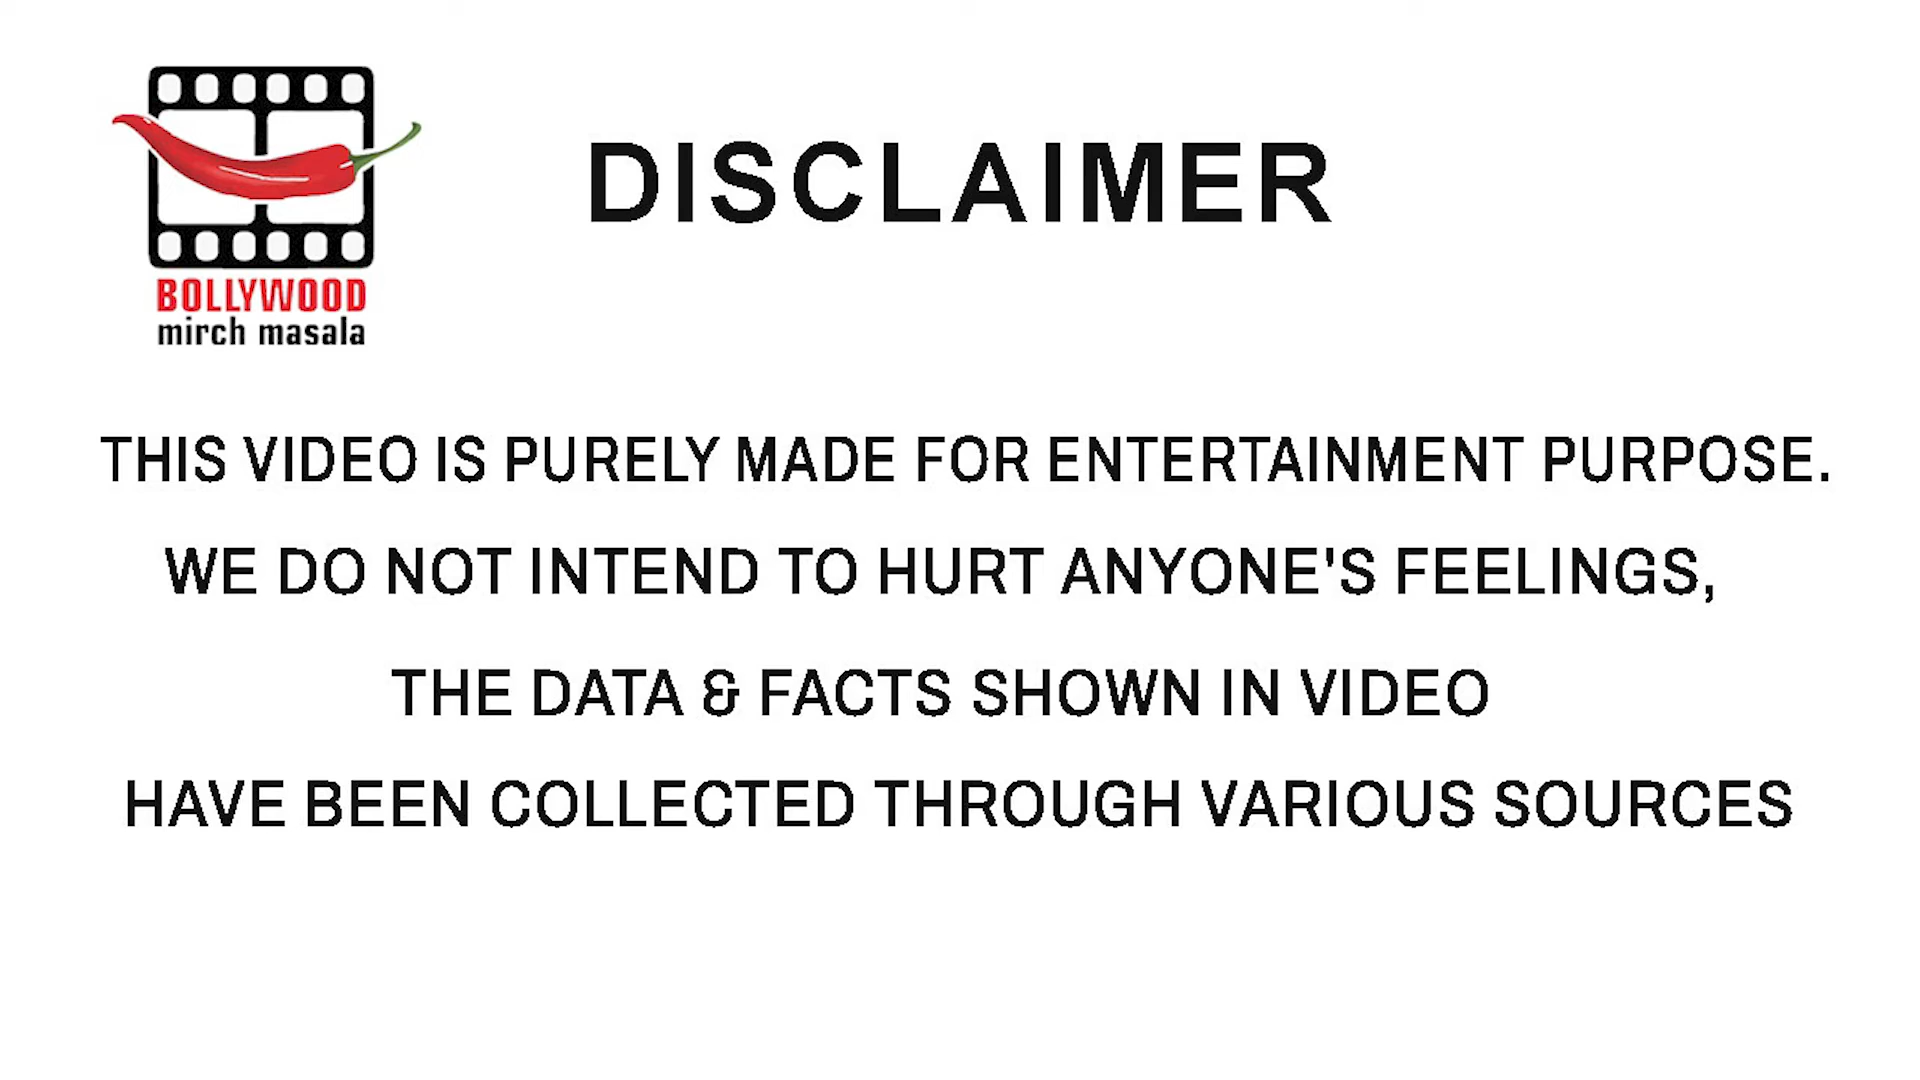 BOLLYWOOD
mirch masala
DISCLAIMER
THIS VIDEO IS PURELY MADE FOR ENTERTAINMENT PURPOSE.
WE DO NOT INTEND TO HURT ANYONE'S FEELINGS,
THE DATA & FACTS SHOWN IN VIDEO
HAVE BEEN COLLECTED THROUGH VARIOUS SOURCES